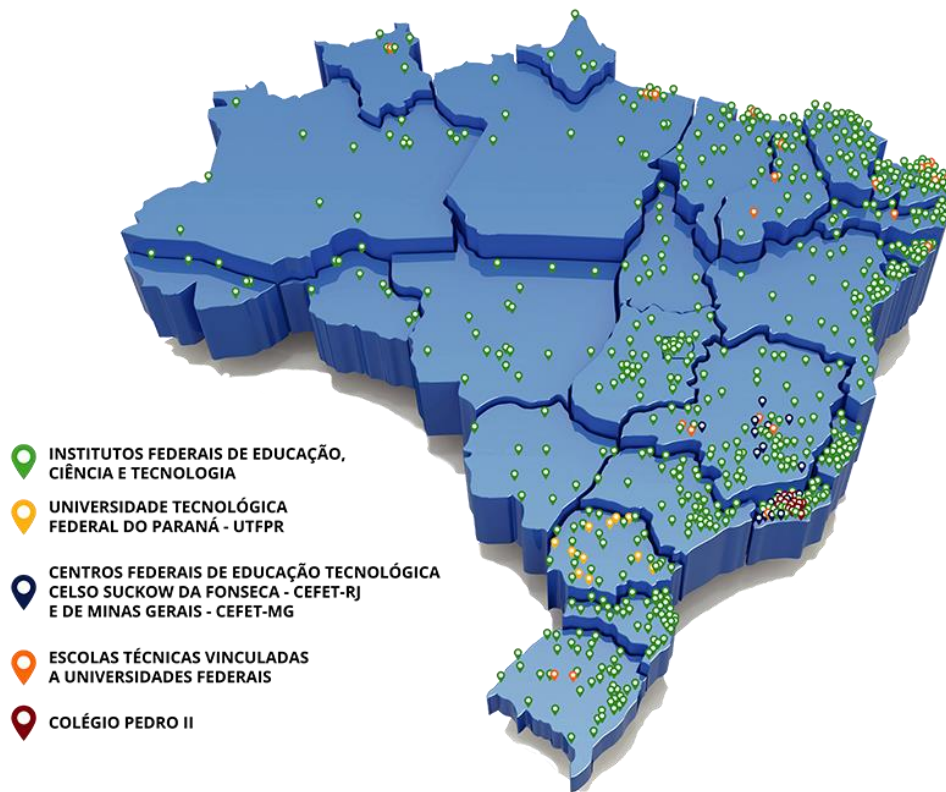 INSTITUTOS FEDERAIS DE EDUCAÇÃO,
CIÊNCIA E TECNOLOGIA
UNIVERSIDADE TECNOLÓGICA
FEDERAL DO PARANÁ - UTFPR
CENTROS FEDERAIS DE EDUCAÇÃO TECNOLÓGICA
CELSO SUCKOW DA FONSECA - CEFET-RJ
E DE MINAS GERAIS - CEFET-MG
ESCOLAS TÉCNICAS VINCULADAS
A UNIVERSIDADES FEDERAIS
COLÉGIO PEDRO II